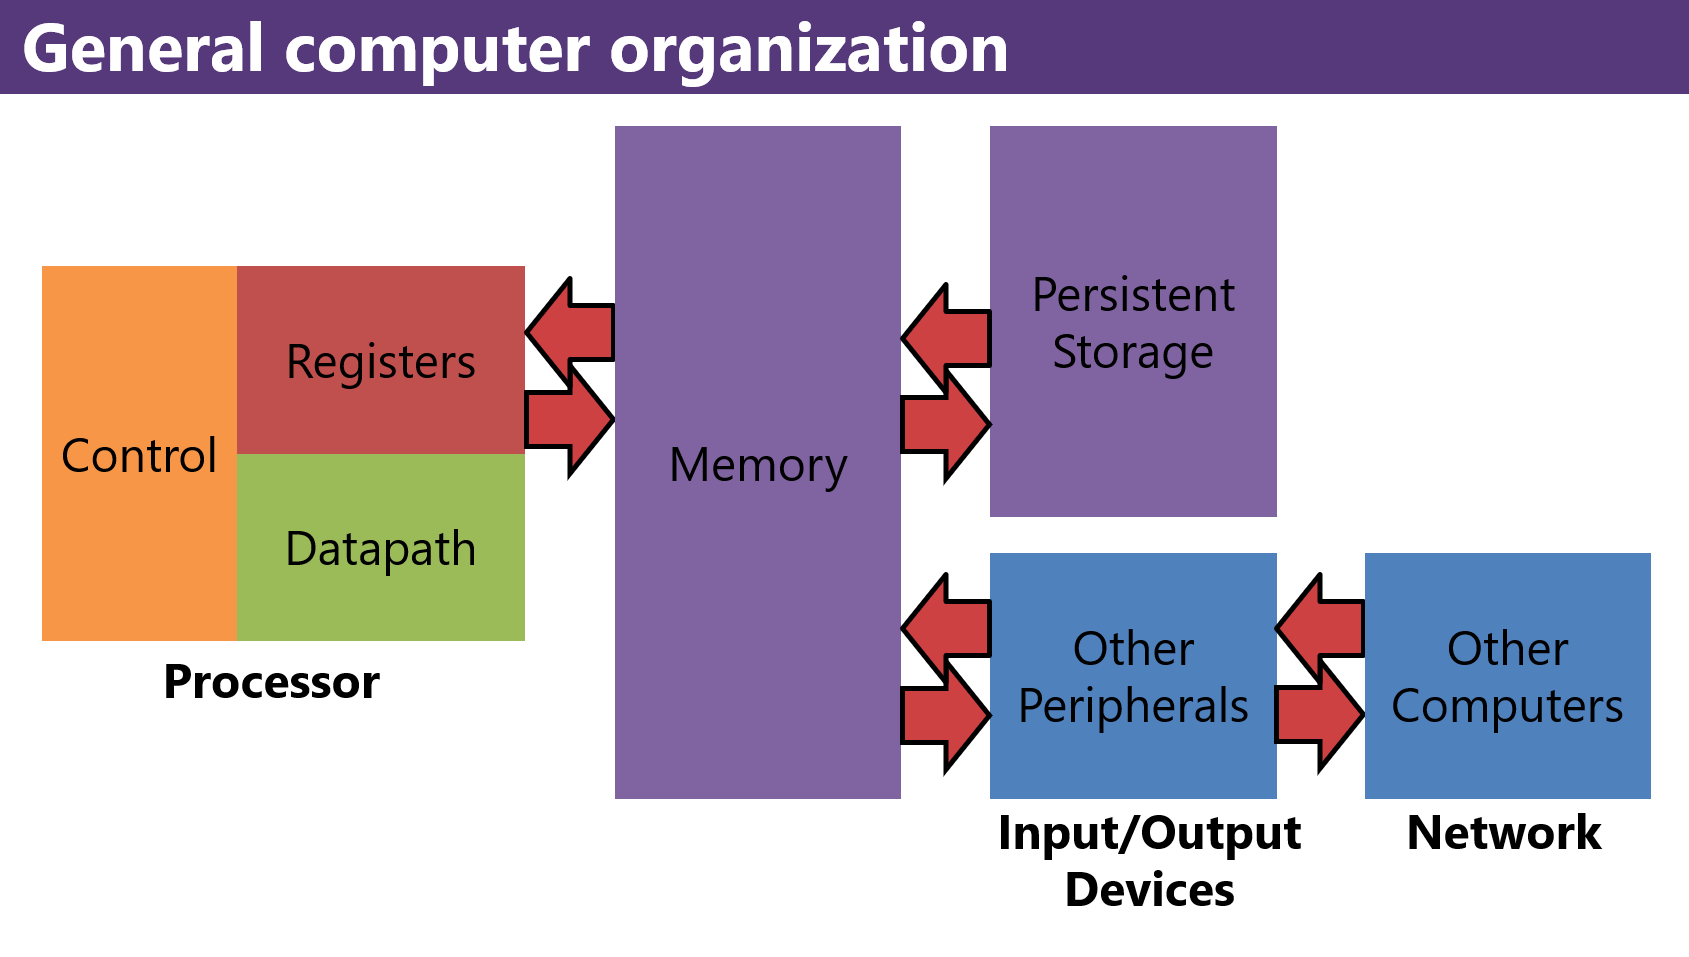 General computer organization
Control
Registers
Datapath
Processor
Memory
Persistent
Storage
Other
Peripherals
Input/Output
Devices
Other
Computers
Network